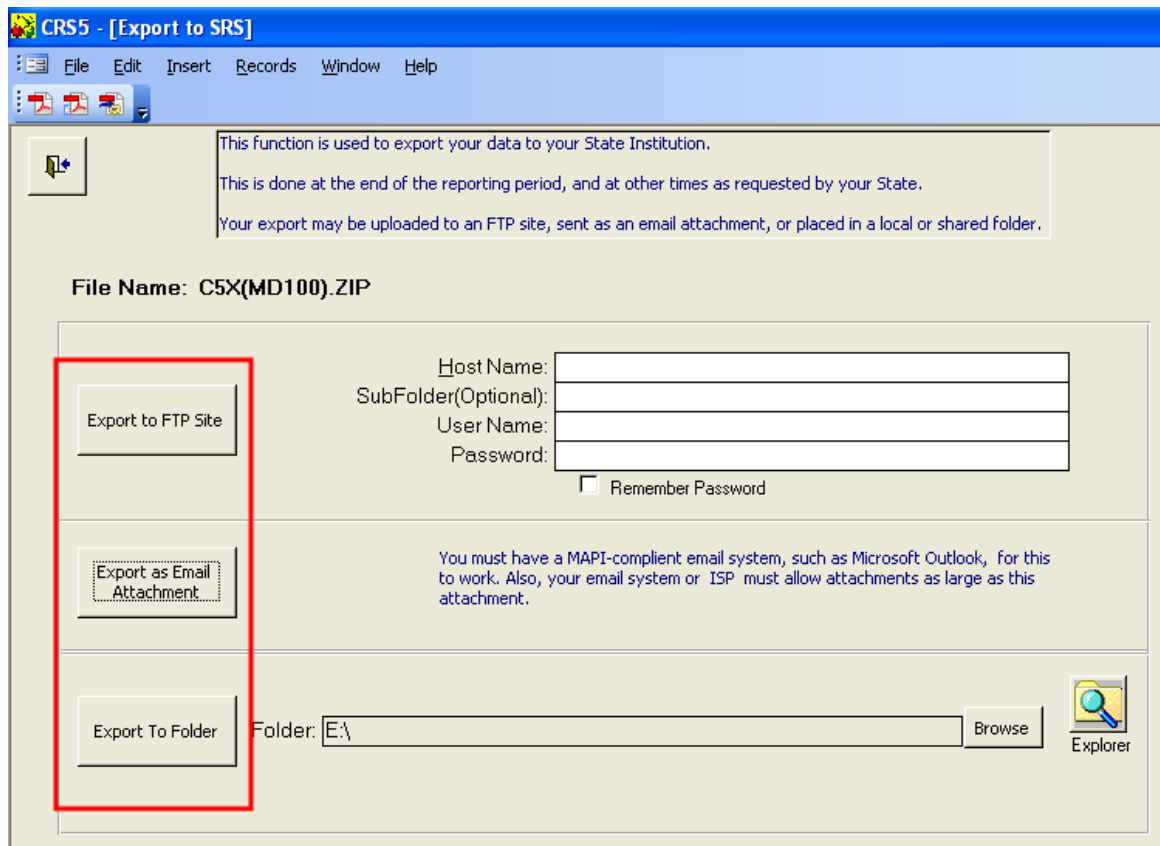 CRS5 - [Export to SRS]
File Edit Insert Records Window Help
This function is used to export your data to your State Institution.
This is done at the end of the reporting period, and at other times as requested by your State.
Your export may be uploaded to an FTP site, sent as an email attachment, or placed in a local or shared folder.
File Name: C5X(MD100).ZIP
Export to FTP Site
Host Name:
SubFolder(Optional):
User Name:
Password:
Remember Password
Export as Email
Attachment
You must have a MAPI-complient email system, such as Microsoft Outlook, for this
to work. Also, your email system or ISP must allow attachments as large as this
attachment.
Export To Folder
Folder: E:\
Browse
Explorer